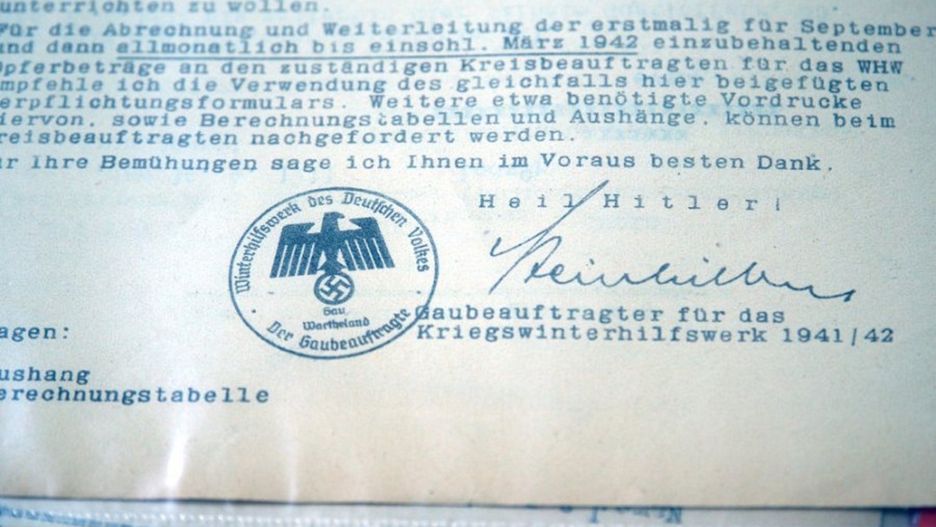 unterrichten zu wollen.
Für die Abrechnung und Weiterleitung der erstmalig für September
und dann allmonatlich bis einschl. März 1942 einzubehaltenden
pferbeträge an den zuständigen Kreisbeauftragten für das WHW
mpfehle ich die Verwendung des gleichfalls hier beigefügten
erpflichtungsformulars. Weitere etwa benötigte Vordrucke
iervon, sowie Berechnungstabellen und Aushänge, können beim
reisbeauftragten nachgefordert werden.
ür Ihre Bemühungen sage ich Ihnen im Voraus besten Dank.
Heil Hitler!
Winterhilfswerk des Deutschen Volkes
Gau
Wartheland
Der Gaubeauftragte
Gaubeauftragter für das
Kriegswinterhilfswerk 1941/42
agen:
ushang
erechnungstabelle